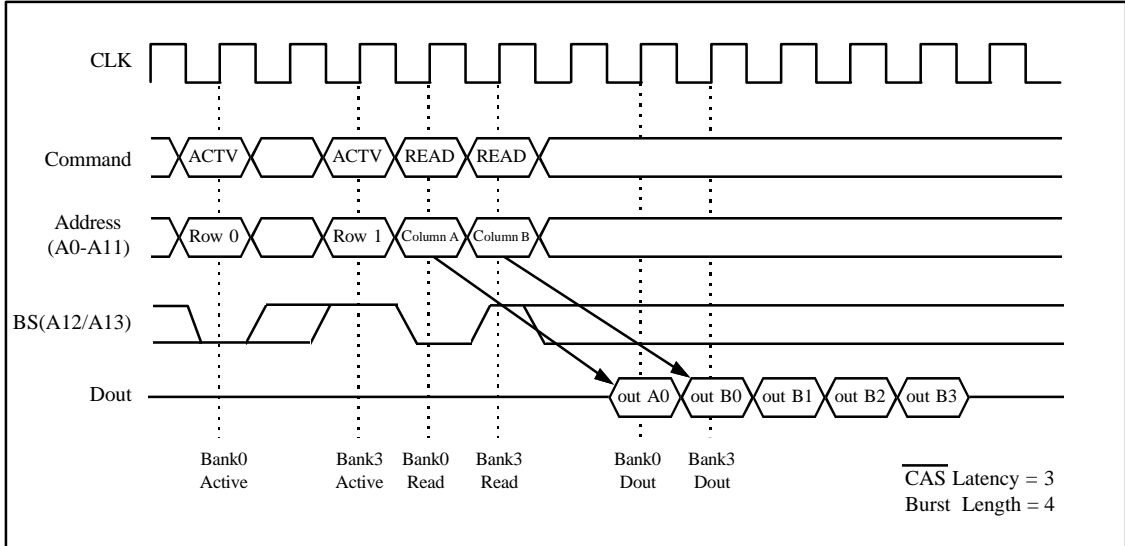 CLK
Command
ACTV
ACTV
READ
READ
Address
(A0-A11)
Row 0
Row 1
Column A
Column B
BS(A12/A13)
Dout
out A0
out B0
out B1
out B2
out B3
Bank0
Active
Bank3
Active
Bank0
Read
Bank3
Read
Bank0
Dout
Bank3
Dout
CAS Latency = 3
Burst Length = 4